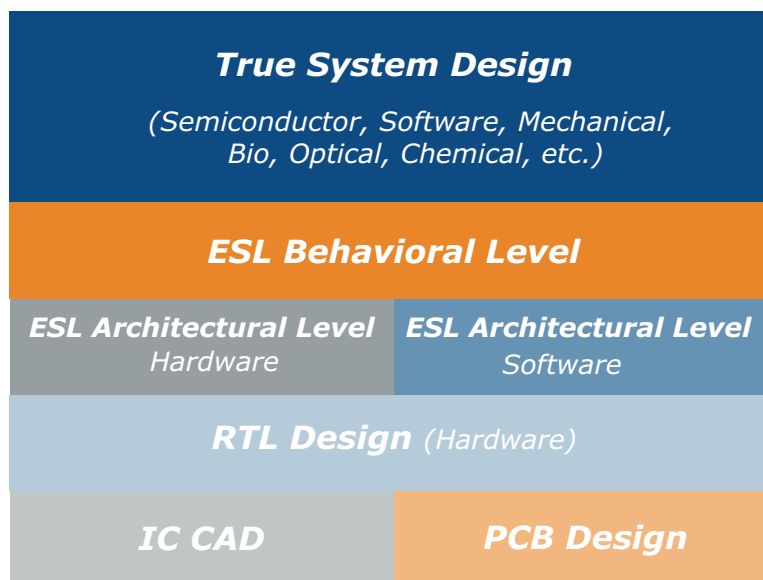 True System Design
(Semiconductor, Software, Mechanical,
Bio, Optical, Chemical, etc.)
ESL Behavioral Level
ESL Architectural Level
Hardware
ESL Architectural Level
Software
RTL Design (Hardware)
IC CAD
PCB Design